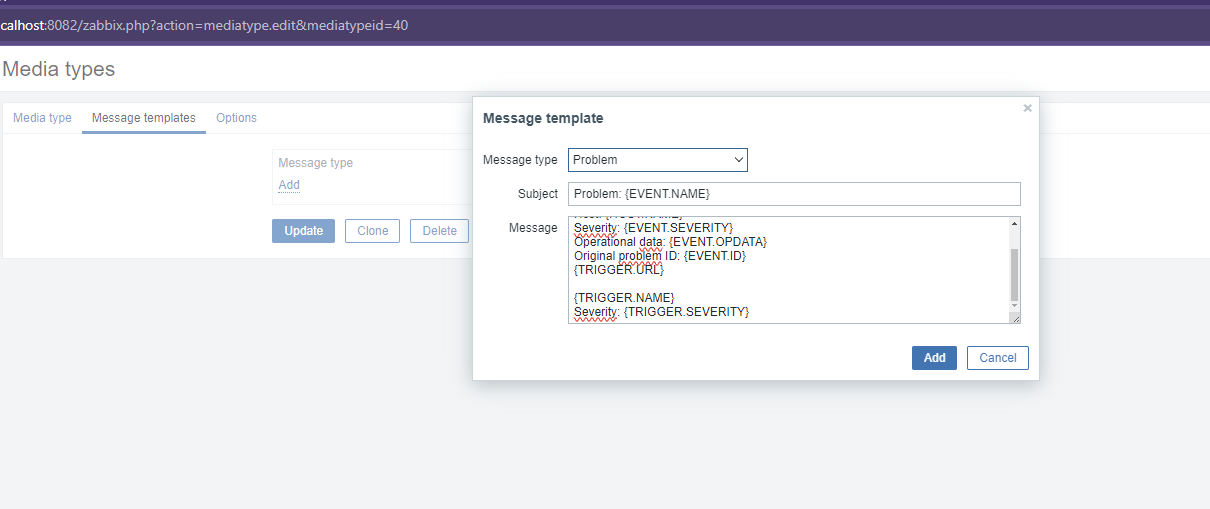 calhost:8082/zabbix.php?action=mediatype.edit&mediatypeid=40
Media types
Media type Message templates Options
Message type
Add
Update Clone Delete
Message template
Message type Problem
Subject Problem: {EVENT.NAME}
Message
Severity: {EVENT.SEVERITY}
Operational data: {EVENT.OPDATA}
Original problem ID: {EVENT.ID}
{TRIGGER.URL}
{TRIGGER.NAME}
Severity: {TRIGGER.SEVERITY}
Add Cancel